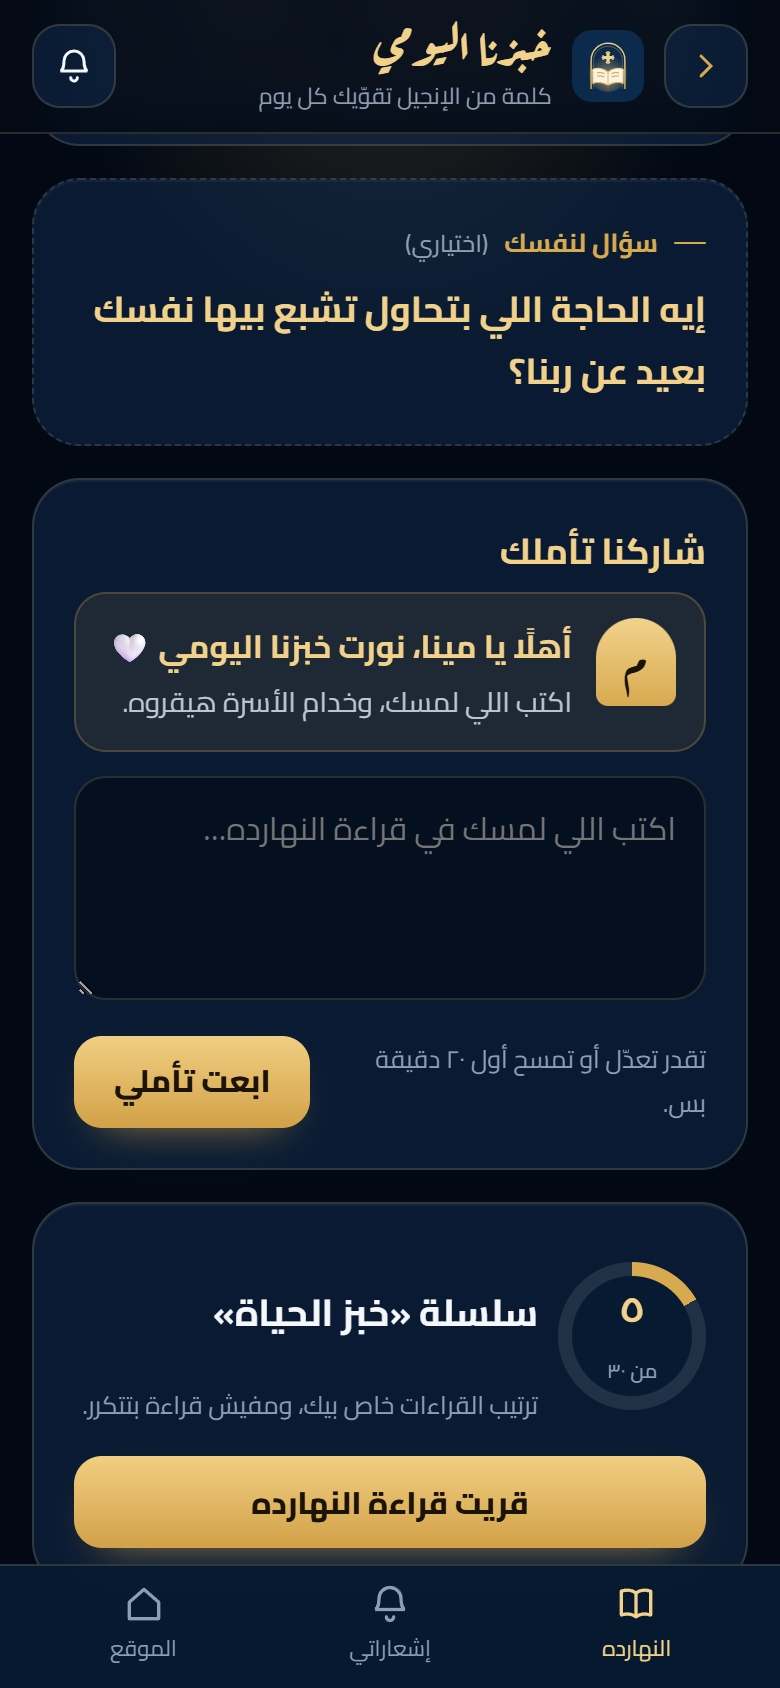 خبزنا اليومي
كلمة من الإنجيل تقوّيك كل يوم
سؤال لنفسك (اختياري)
إيه الحاجة اللي بتحاول تشبع بيها نفسك
بعيد عن ربنا؟
شاركنا تأملك
م
أهلًا يا مينا، نورت خبزنا اليومي 🤍
اكتب اللي لمسك، وخدام الأسرة هيقروه.
اكتب اللي لمسك في قراءة النهارده...
تقدر تعدّل أو تمسح أول ٢٠ دقيقة
بس.
ابعت تأملي
٥
من ٣٠
سلسلة «خبز الحياة»
ترتيب القراءات خاص بيك، ومفيش قراءة بتتكرر.
قريت قراءة النهارده
النهارده
إشعاراتي
الموقع